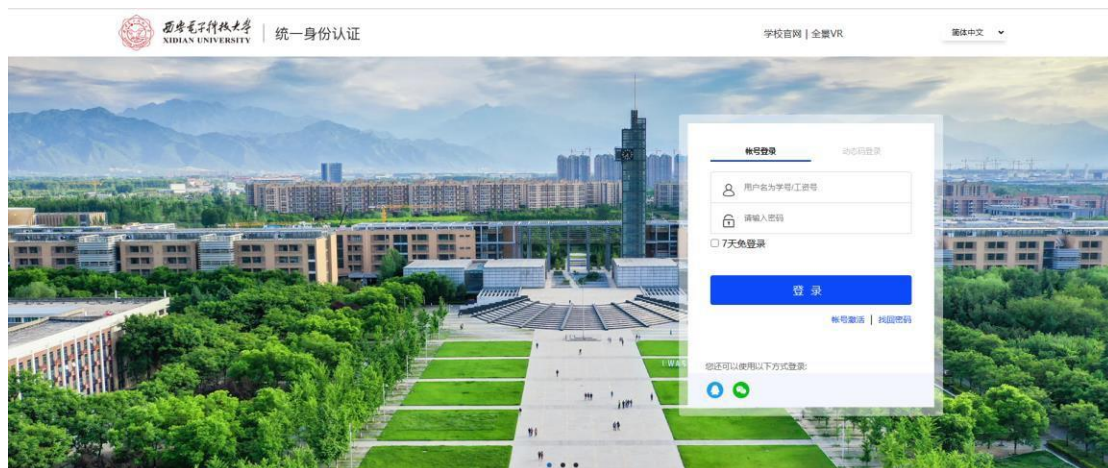 西安电子科技大学
XIDIAN UNIVERSITY
统一身份认证
学校官网 | 全景VR
简体中文
帐号登录
动态码登录
用户名为学号/工资号
请输入密码
7天免登录
登 录
帐号激活 | 找回密码
您还可以使用以下方式登录: